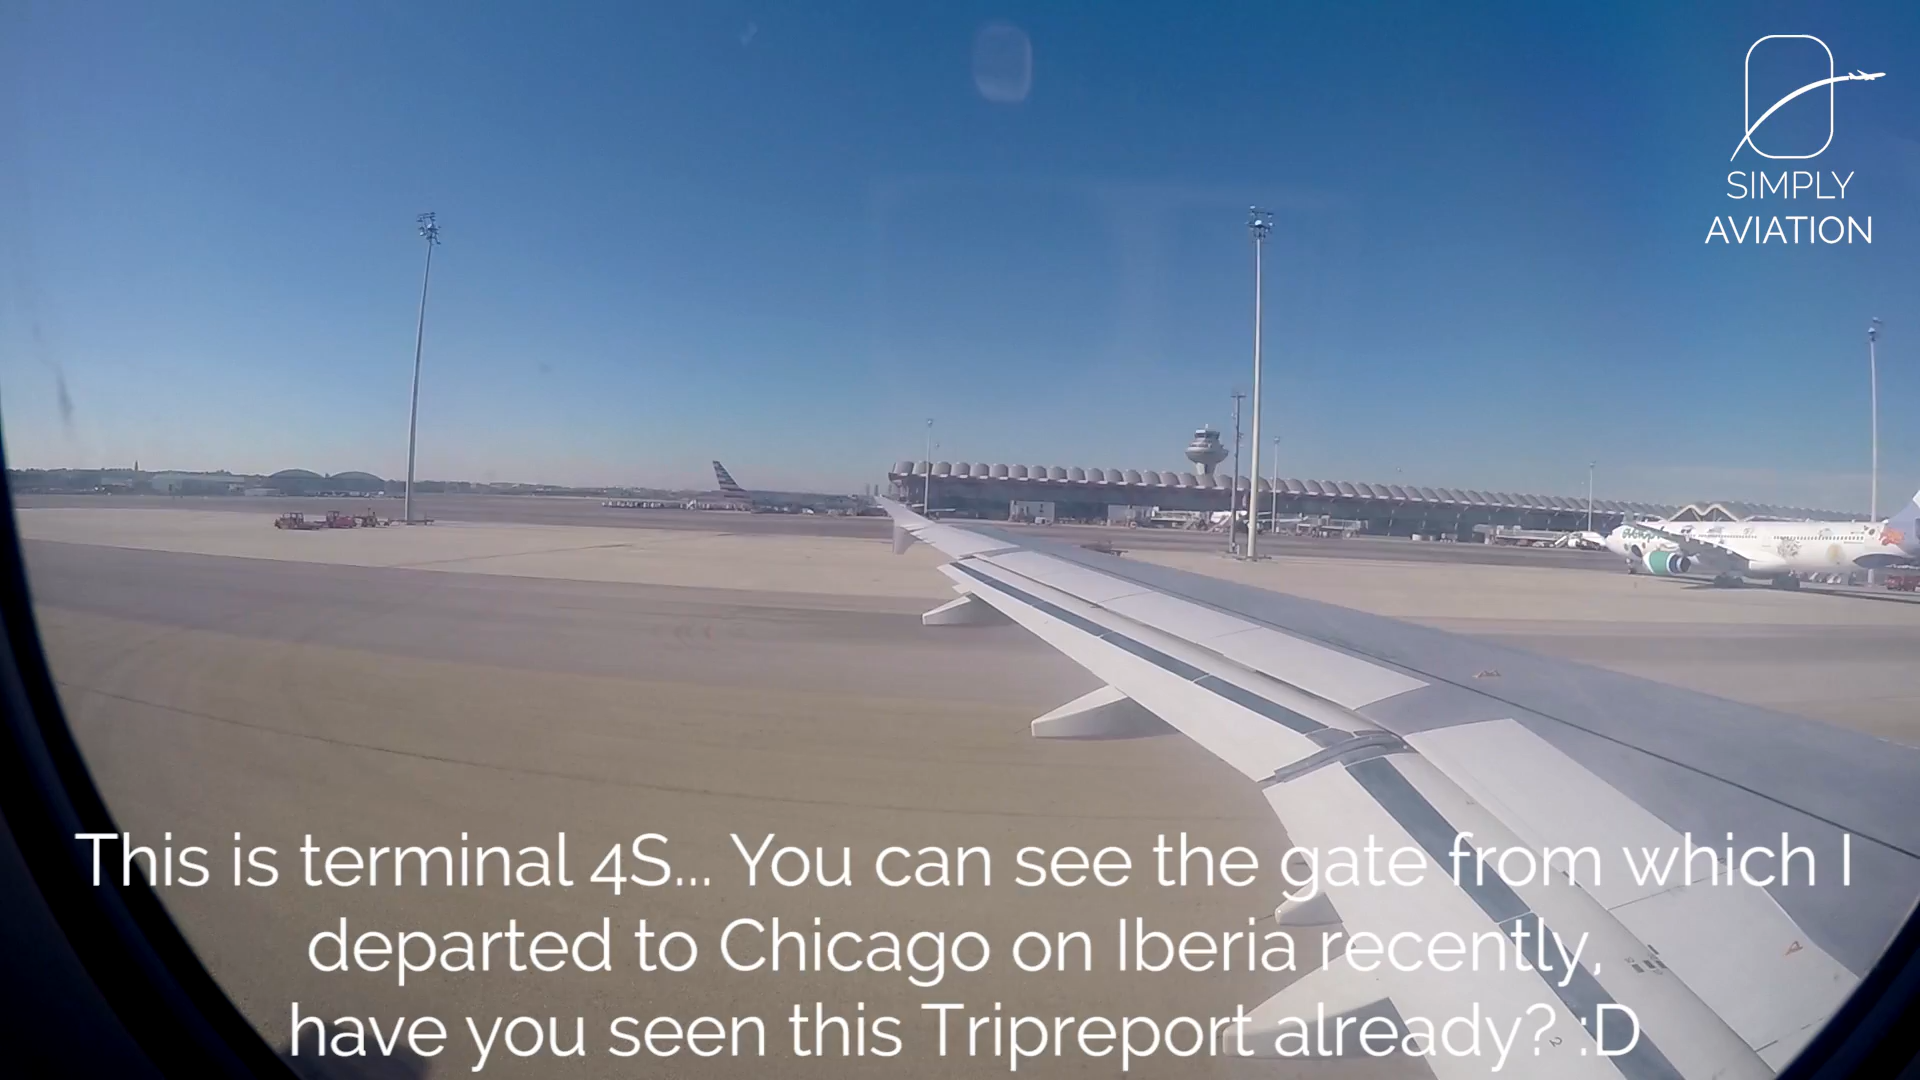 SIMPLY
AVIATION
This is terminal 4S... You can see the gate from which I
departed to Chicago on Iberia recently,
have you seen this Tripreport already? :D